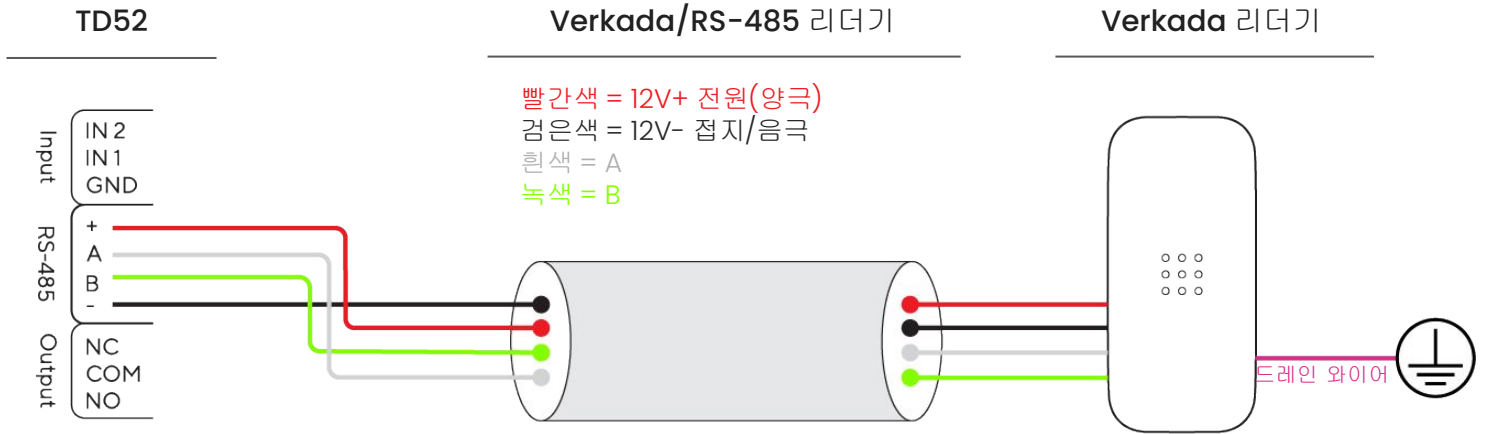 TD52
Verkada/RS-485 리더기
Verkada 리더기
빨간색 = 12V+ 전원(양극)
검은색 = 12V- 접지/음극
흰색 = A
녹색 = B
Input
IN 2
IN 1
GND
RS-485
+
A
B
-
Output
NC
COM
NO
드레인 와이어